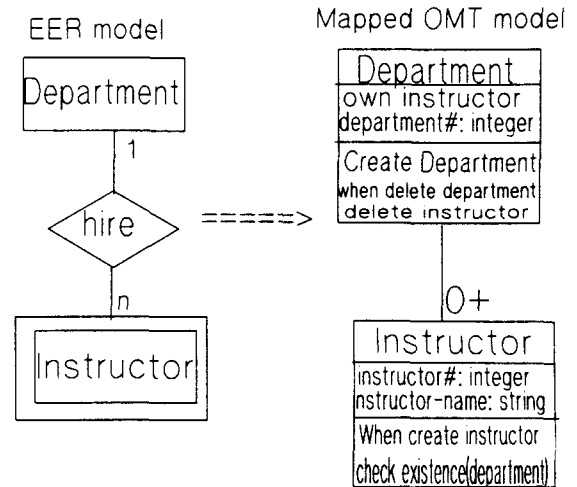 EER model
Department
1
hire
n
Instructor
====>
Mapped OMT model
Department
own instructor
department#: integer
Create Department
when delete department
delete instructor
0+
Instructor
instructor#: integer
nstructor-name: string
When create instructor
check existence(department)